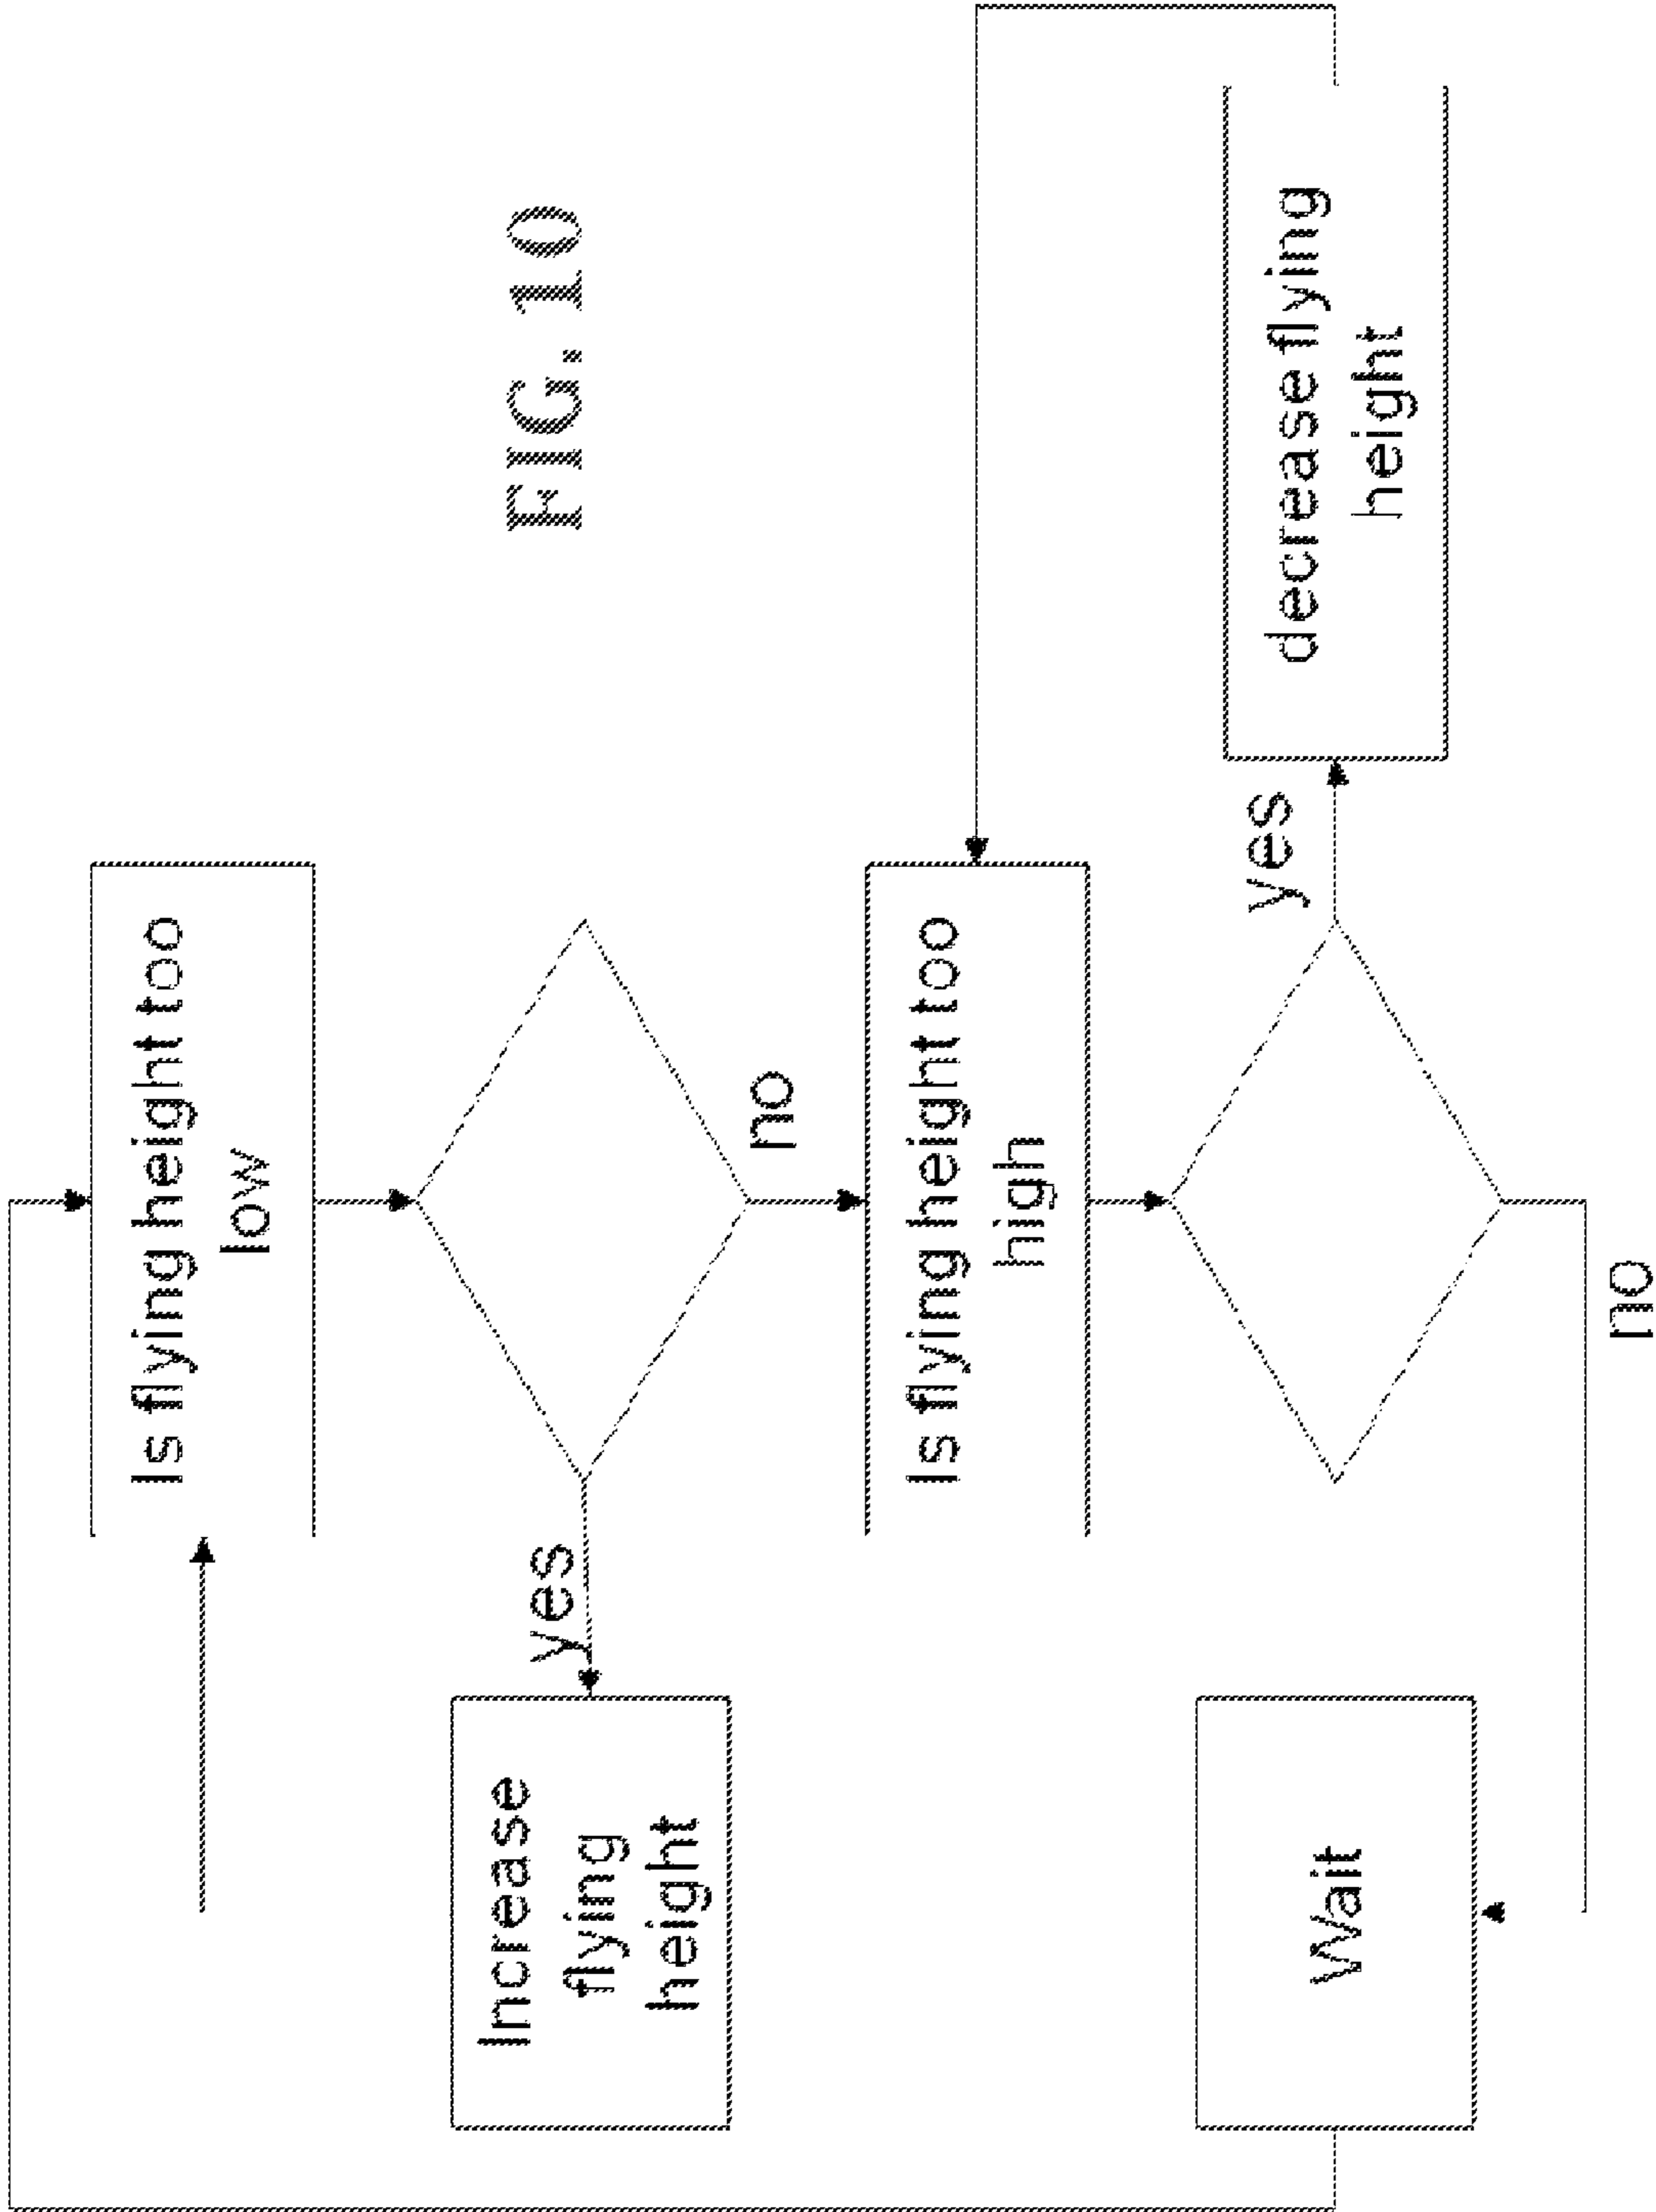 Is flying height too
low
yes
Increase
flying
height
no
Is flying height too
high
yes
decrease flying
height
no
Wait
FIG. 10